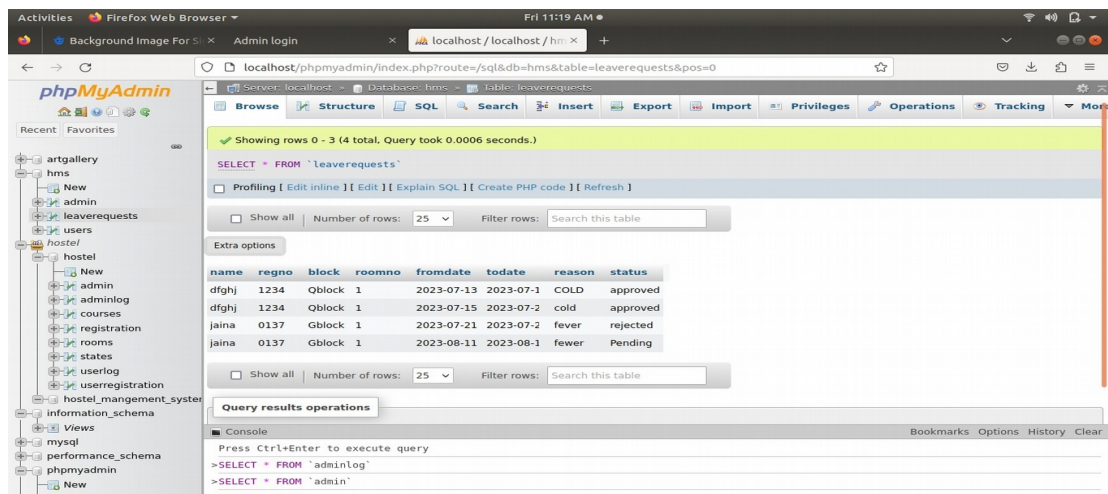 Activities Firefox Web Browser Fri 11:19 AM
Background Image For Si × Admin login × localhost / localhost / hm × +
localhost/phpmyadmin/index.php?route=/sql&db=hms&table=leaverequests&pos=0
phpMyAdmin
Recent Favorites
artgallery
hms
New
admin
leaverequests
users
hostel
hostel
New
admin
adminlog
courses
registration
rooms
states
userlog
userregistration
hostel_mangement_system
information_schema
Views
mysql
performance_schema
phpmyadmin
New
Server: localhost » Database: hms » Table: leaverequests
Browse Structure SQL Search Insert Export Import Privileges Operations Tracking More
Showing rows 0 - 3 (4 total, Query took 0.0006 seconds.)
SELECT * FROM `leaverequests`
Profiling [ Edit inline ] [ Edit ] [ Explain SQL ] [ Create PHP code ] [ Refresh ]
Show all | Number of rows: 25 Filter rows: Search this table
Extra options
name regno block roomno fromdate todate reason status
dfghj 1234 Qblock 1 2023-07-13 2023-07-1 COLD approved
dfghj 1234 Qblock 1 2023-07-15 2023-07-2 cold approved
jaina 0137 Gblock 1 2023-07-21 2023-07-2 fever rejected
jaina 0137 Gblock 1 2023-08-11 2023-08-1 fewer Pending
Show all | Number of rows: 25 Filter rows: Search this table
Query results operations
Console Bookmarks Options History Clear
Press Ctrl+Enter to execute query
>SELECT * FROM `adminlog`
>SELECT * FROM `admin`